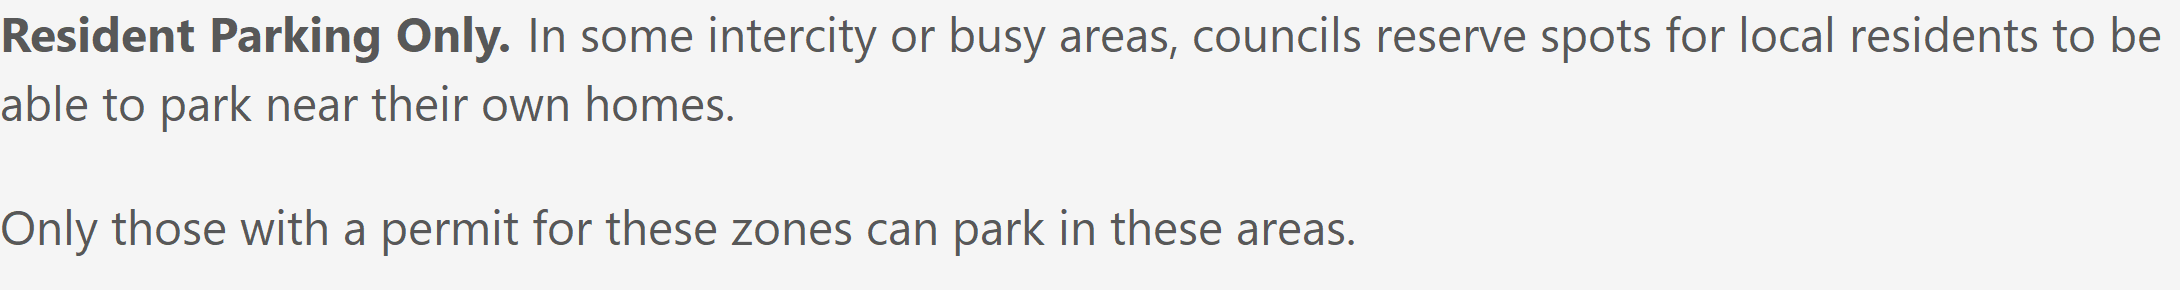 Resident Parking Only. In some intercity or busy areas, councils reserve spots for local residents to be
able to park near their own homes.
Only those with a permit for these zones can park in these areas.